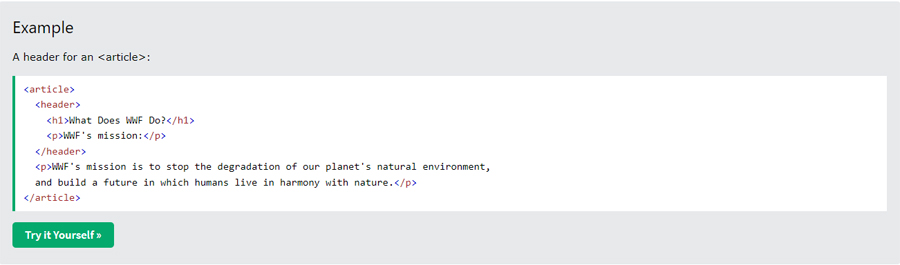 Example
A header for an <article>:
<article>
<header>
<h1>What Does WWF Do?</h1>
<p>WWF's mission:</p>
</header>
<p>WWF's mission is to stop the degradation of our planet's natural environment,
and build a future in which humans live in harmony with nature.</p>
</article>
Try it Yourself »